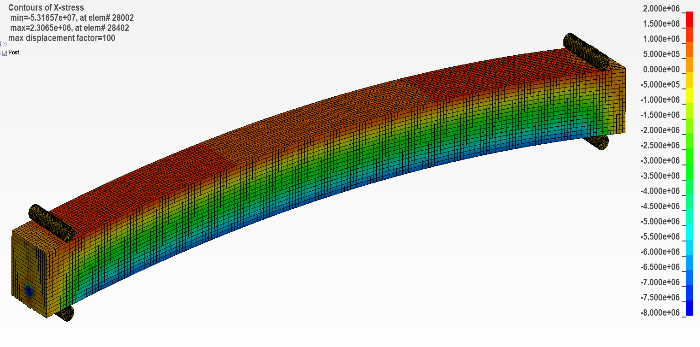 Contours of X-stress
min=-5.31657e+07, at elem# 28002
max=2.3065e+06, at elem# 28402
max displacement factor=100
Post
2.000e+06
1.500e+06
1.000e+06
5.000e+05
0.000e+00
-5.000e+05
-1.000e+06
-1.500e+06
-2.000e+06
-2.500e+06
-3.000e+06
-3.500e+06
-4.000e+06
-4.500e+06
-5.000e+06
-5.500e+06
-6.000e+06
-6.500e+06
-7.000e+06
-7.500e+06
-8.000e+06